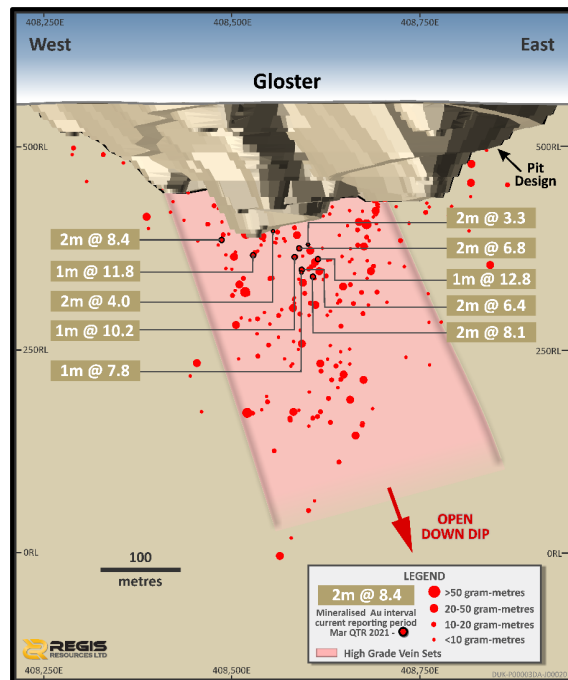 408,250E
408,500E
408,750E
West
East
Gloster
500RL
500RL
Pit
Design
2m @ 8.4
1m @ 11.8
2m @ 4.0
1m @ 10.2
1m @ 7.8
2m @ 3.3
2m @ 6.8
1m @ 12.8
2m @ 6.4
2m @ 8.1
250RL
250RL
OPEN
DOWN DIP
0RL
0RL
100
metres
LEGEND
2m @ 8.4
Mineralised Au interval
current reporting period
Mar QTR 2021 -
>50 gram-metres
20-50 gram-metres
10-20 gram-metres
<10 gram-metres
High Grade Vein Sets
REGIS
RESOURCES LTD
408,250E
408,500E
408,750E